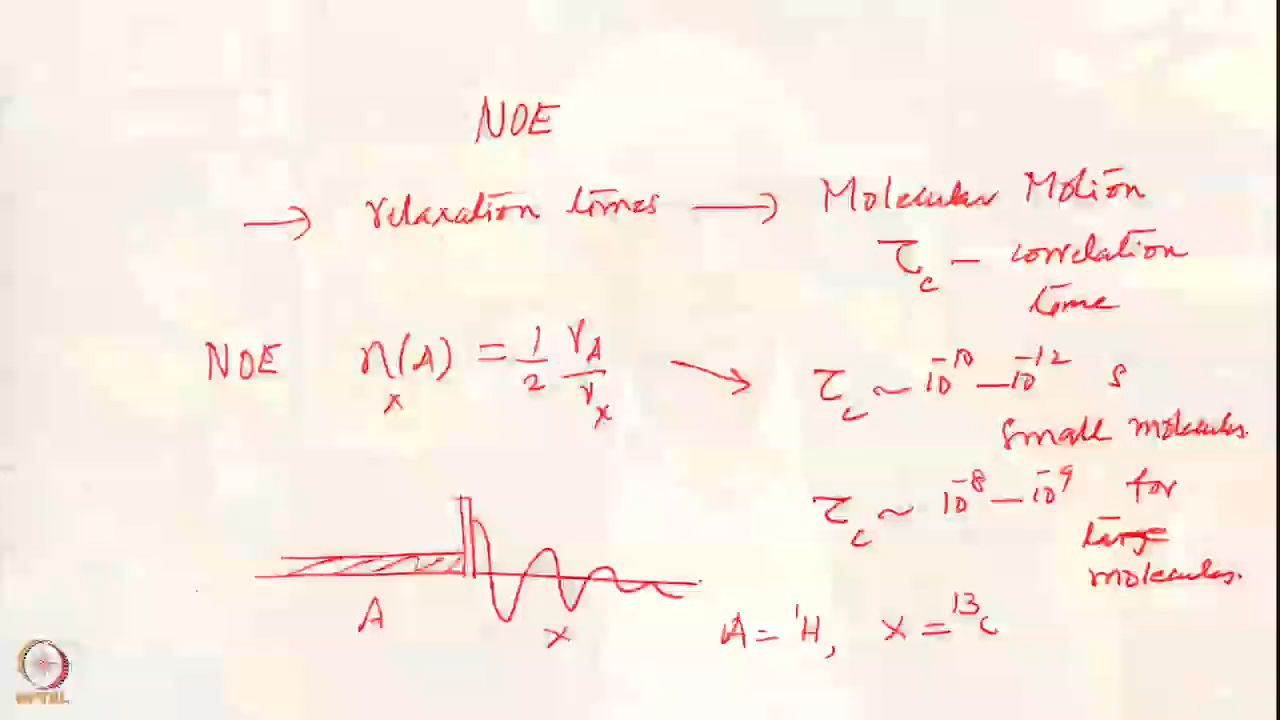 NOE
→ relaxation times → Molecular Motion
τc – correlation
time
NOE η(A) = 1/2 γA/γx → τc ~ 10⁻¹⁰ – 10⁻¹² s
x
small molecules.
τc ~ 10⁻⁸ – 10⁻⁹ for
large
molecules.
A x
A = ¹H, x = ¹³C
NPTEL